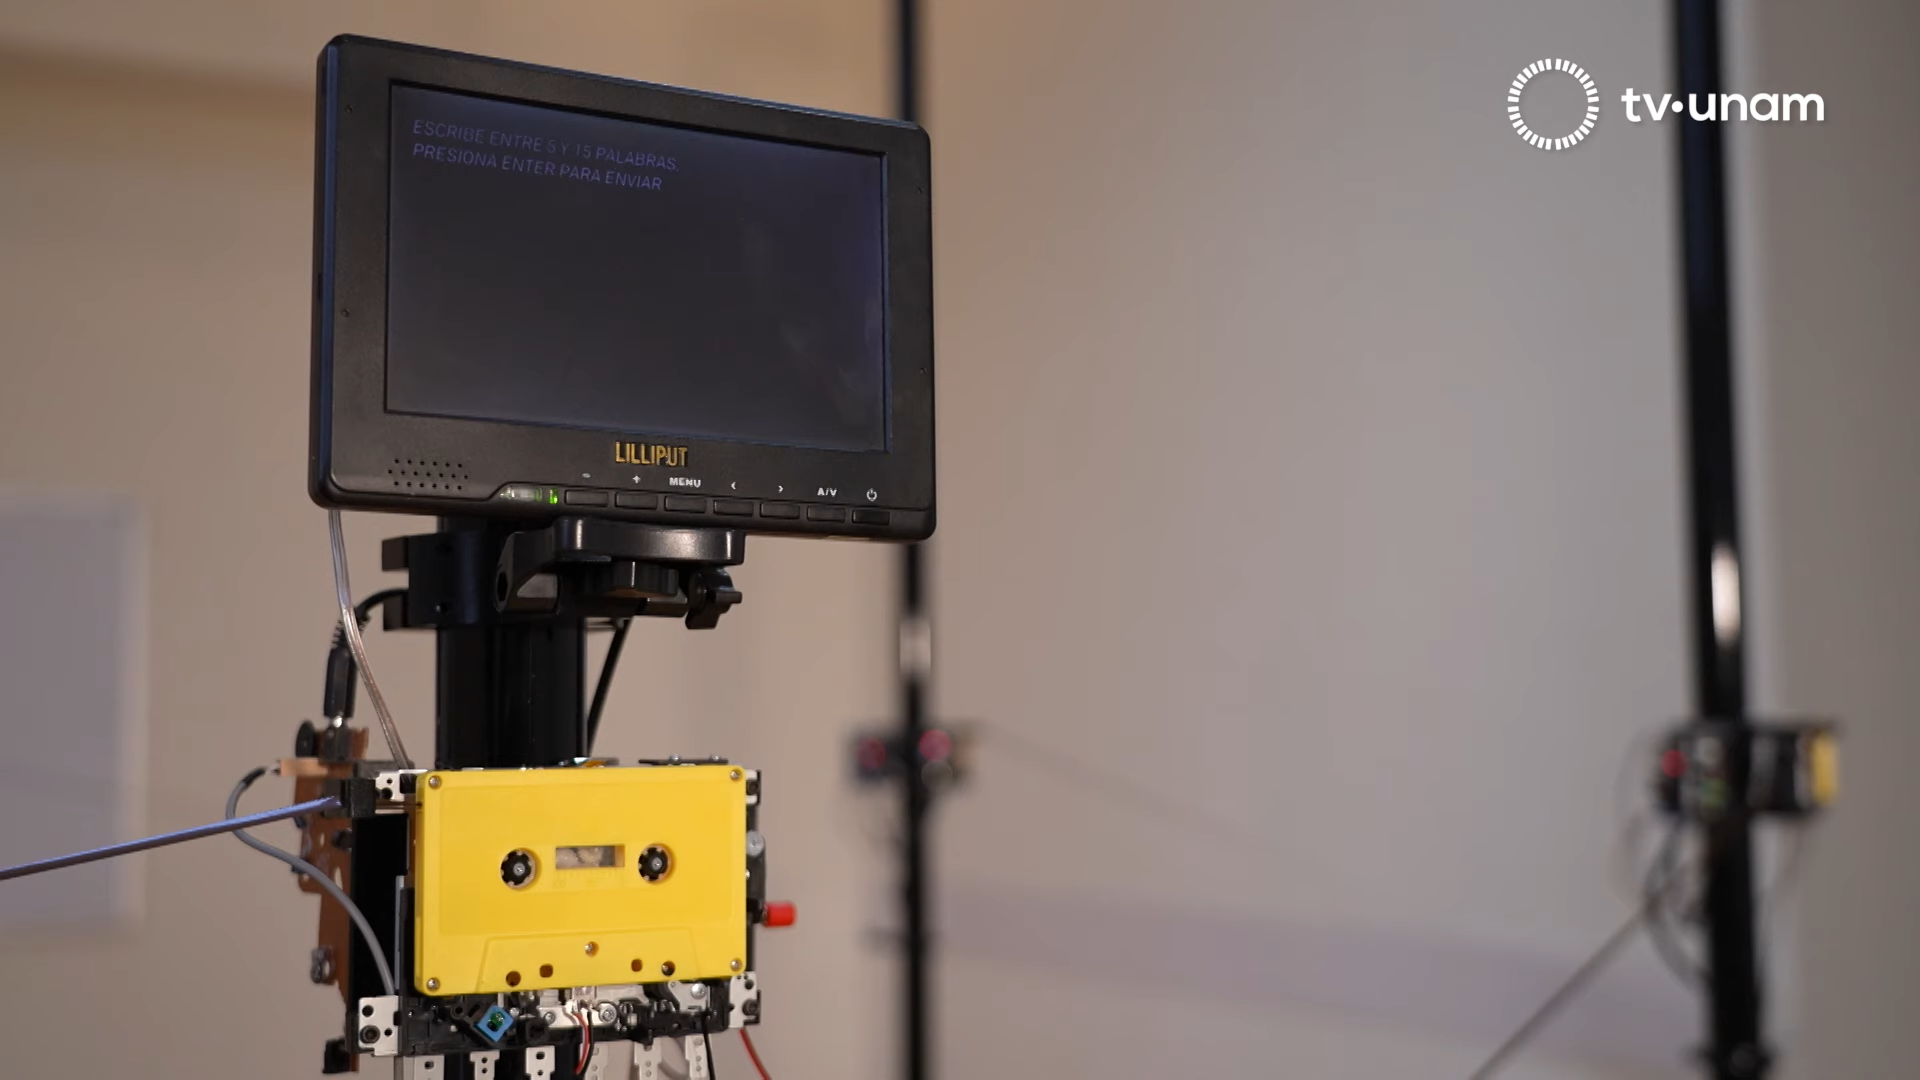 tv·unam
ESCRIBE ENTRE 5 Y 15 PALABRAS.
PRESIONA ENTER PARA ENVIAR
LILLIPUT
- + MENU < > A/V